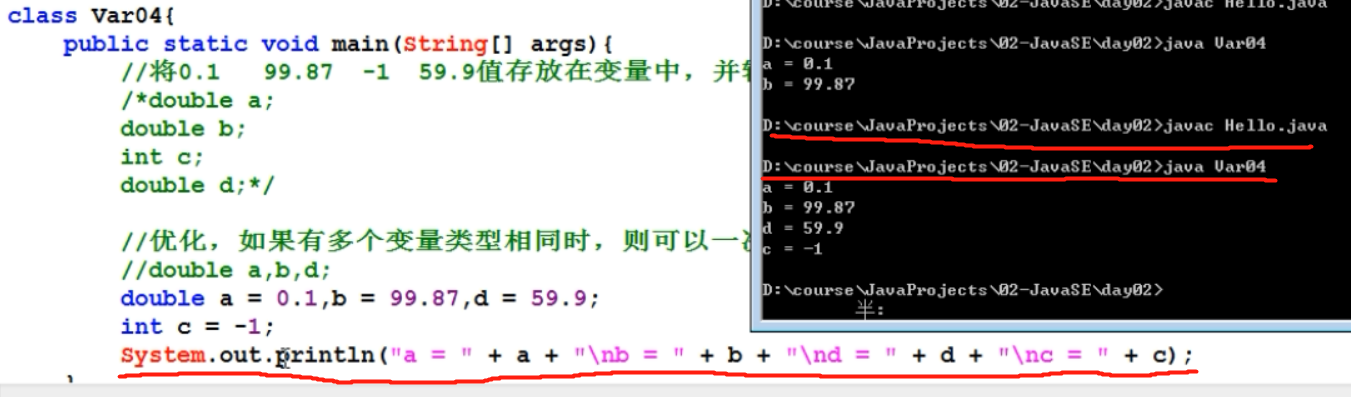 class Var04{
public static void main(String[] args){
//将0.1 99.87 -1 59.9值存放在变量中，并
/*double a;
double b;
int c;
double d;*/
//优化，如果有多个变量类型相同时，则可以一
//double a,b,d;
double a = 0.1,b = 99.87,d = 59.9;
int c = -1;
System.out.println("a = " + a + "\nb = " + b + "\nd = " + d + "\nc = " + c);
D:\course\JavaProjects\02-JavaSE\day02>javac Hello.java
D:\course\JavaProjects\02-JavaSE\day02>java Var04
a = 0.1
b = 99.87
D:\course\JavaProjects\02-JavaSE\day02>javac Hello.java
D:\course\JavaProjects\02-JavaSE\day02>java Var04
a = 0.1
b = 99.87
d = 59.9
c = -1
D:\course\JavaProjects\02-JavaSE\day02>
半: